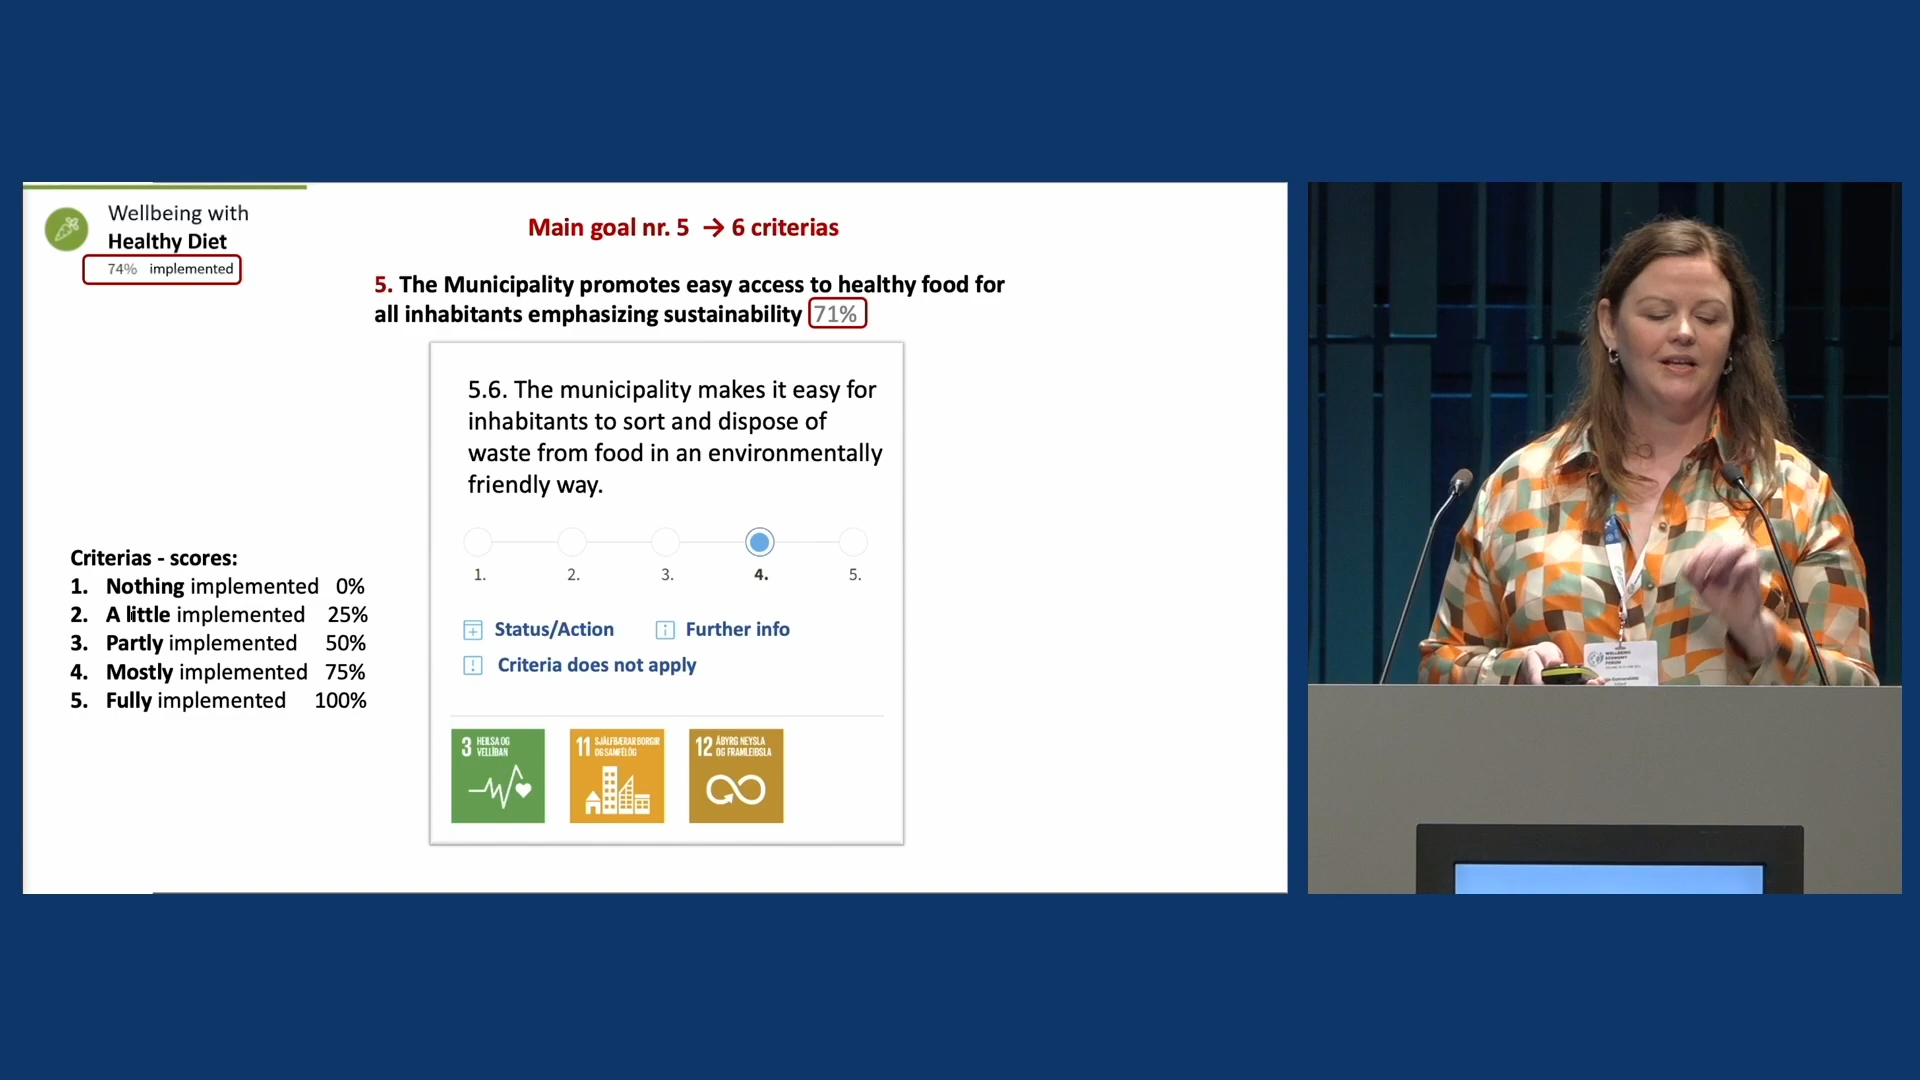 Wellbeing with
Healthy Diet
74% implemented
Main goal nr. 5 → 6 criterias
5. The Municipality promotes easy access to healthy food for
all inhabitants emphasizing sustainability 71%
5.6. The municipality makes it easy for
inhabitants to sort and dispose of
waste from food in an environmentally
friendly way.
1. 2. 3. 4. 5.
Status/Action Further info
Criteria does not apply
3 HEILSA OG
VELLÍÐAN
11 SJÁLFBÆRAR BORGIR
OG SAMFÉLÖG
12 ÁBYRG NEYSLA
OG FRAMLEIÐSLA
Criterias - scores:
1. Nothing implemented 0%
2. A little implemented 25%
3. Partly implemented 50%
4. Mostly implemented 75%
5. Fully implemented 100%
WELLBEING
ECONOMY
FORUM